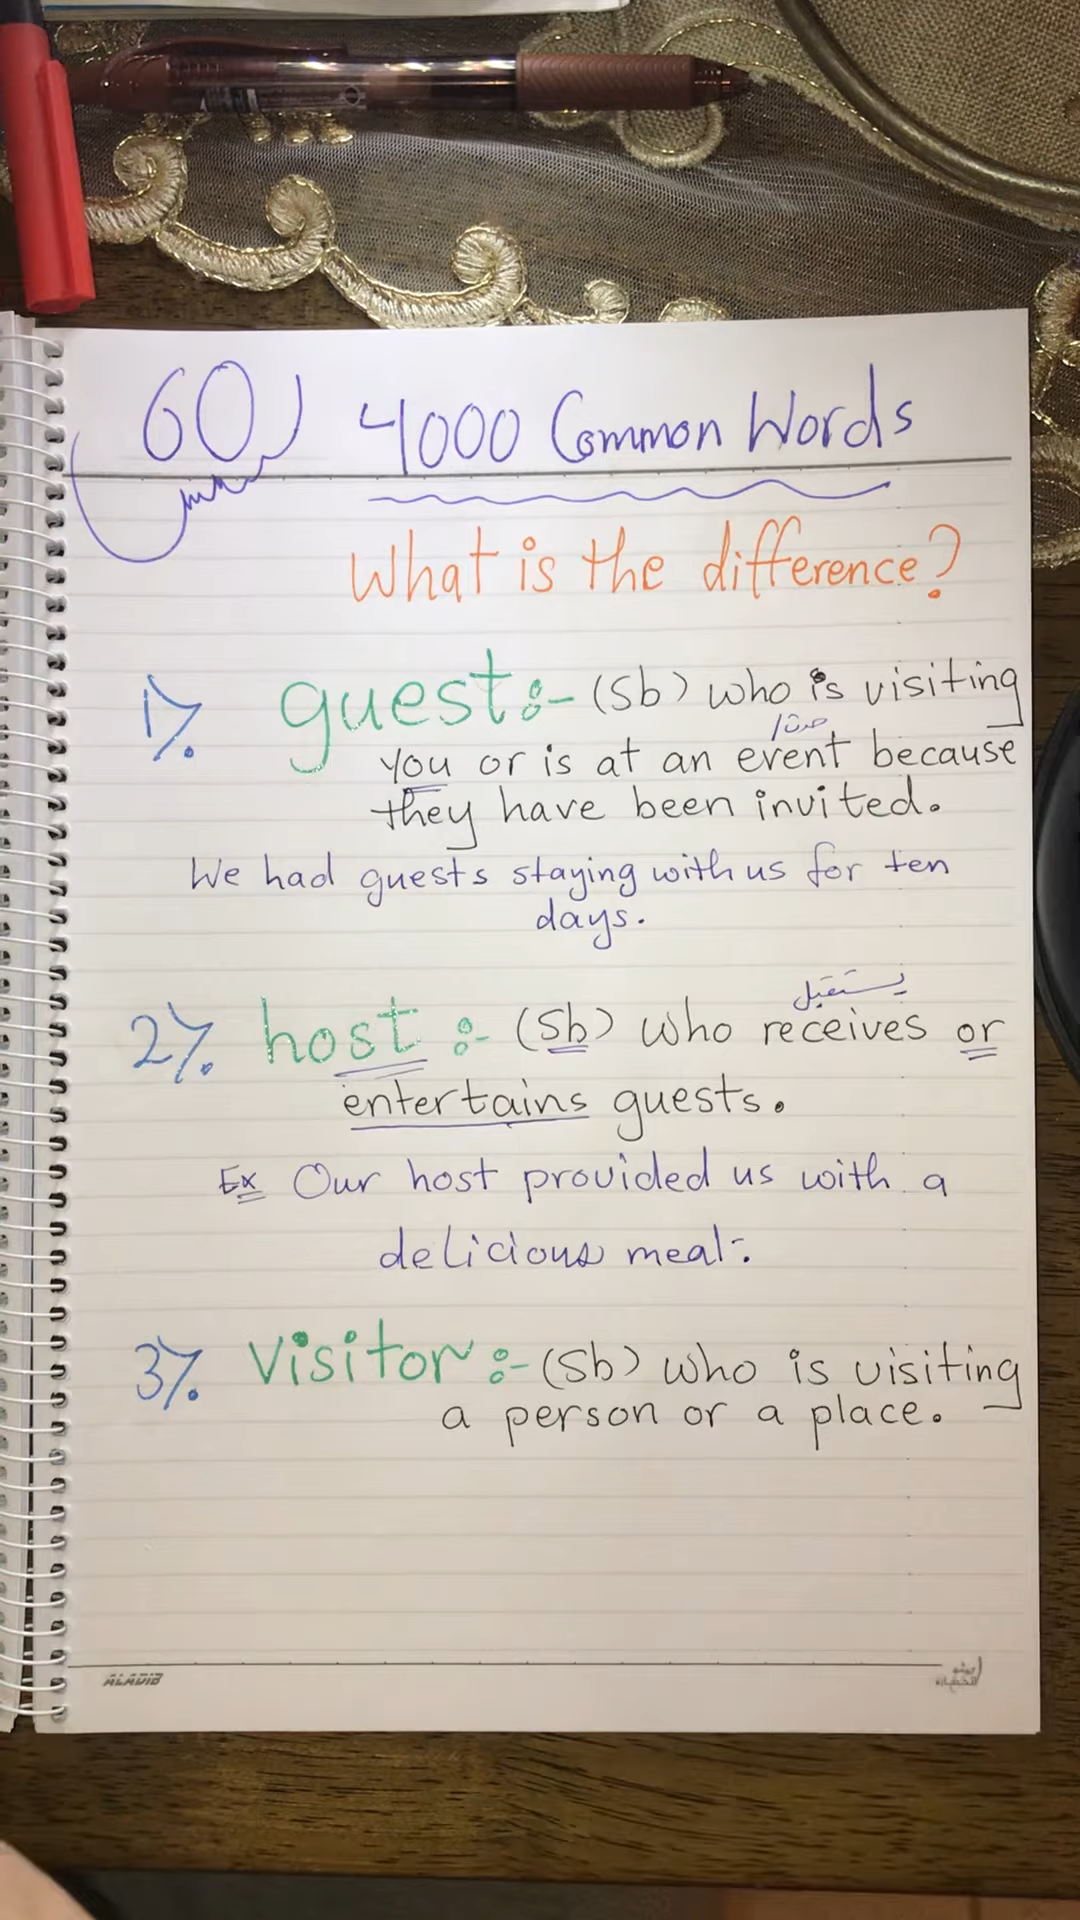 60
4000 Common Words
What is the difference?
1%. guest:- (Sb) who is visiting
حدث/
you or is at an event because
they have been invited.
We had guests staying with us for ten
days.
يستقبل
2%. host :- (Sb) who receives or
entertains guests.
Ex Our host provided us with a
delicious meal.
3%. Visitor :- (Sb) who is visiting
a person or a place.
ALADIB